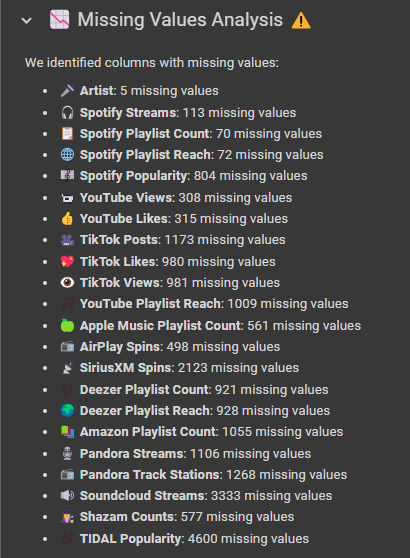 Missing Values Analysis
We identified columns with missing values:
Artist: 5 missing values
Spotify Streams: 113 missing values
Spotify Playlist Count: 70 missing values
Spotify Playlist Reach: 72 missing values
Spotify Popularity: 804 missing values
YouTube Views: 308 missing values
YouTube Likes: 315 missing values
TikTok Posts: 1173 missing values
TikTok Likes: 980 missing values
TikTok Views: 981 missing values
YouTube Playlist Reach: 1009 missing values
Apple Music Playlist Count: 561 missing values
AirPlay Spins: 498 missing values
SiriusXM Spins: 2123 missing values
Deezer Playlist Count: 921 missing values
Deezer Playlist Reach: 928 missing values
Amazon Playlist Count: 1055 missing values
Pandora Streams: 1106 missing values
Pandora Track Stations: 1268 missing values
Soundcloud Streams: 3333 missing values
Shazam Counts: 577 missing values
TIDAL Popularity: 4600 missing values